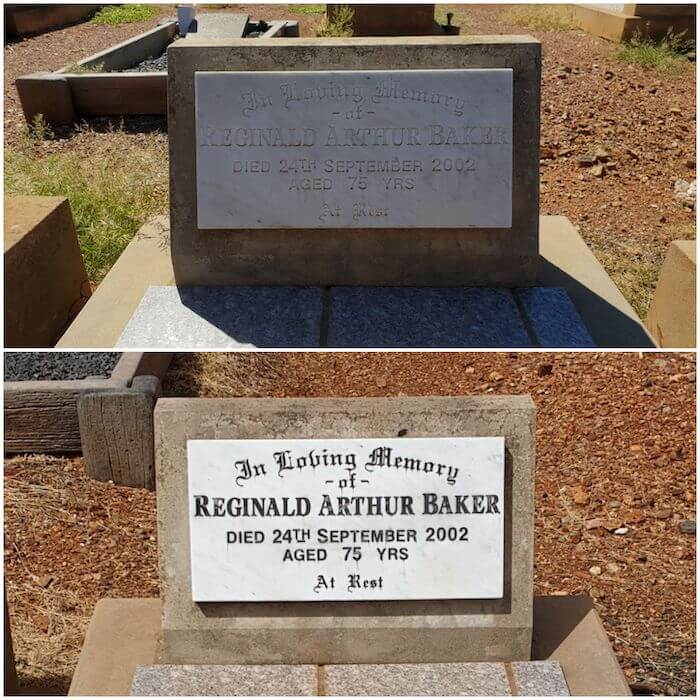 In Loving Memory
-of-
REGINALD ARTHUR BAKER
DIED 24TH SEPTEMBER 2002
AGED 75 YRS
At Rest
In Loving Memory
-of-
REGINALD ARTHUR BAKER
DIED 24TH SEPTEMBER 2002
AGED 75 YRS
At Rest